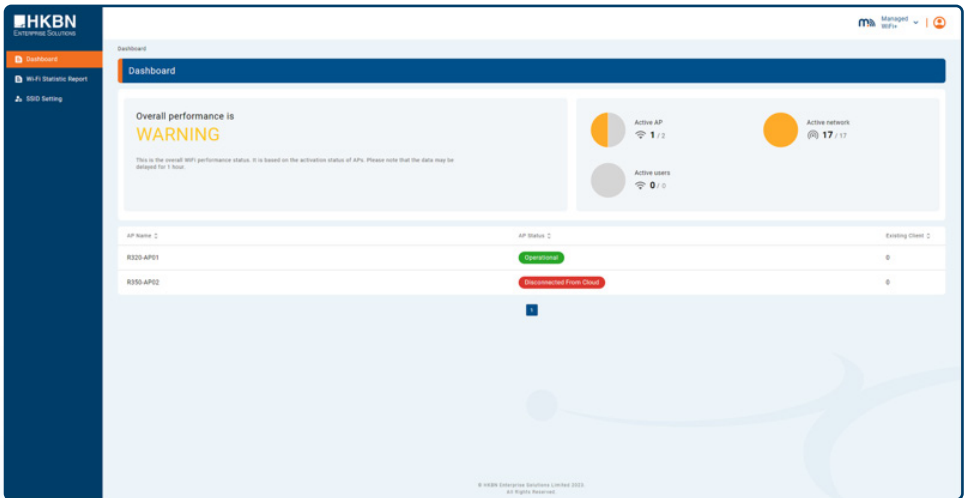 HKBN
ENTERPRISE SOLUTIONS
Managed
WiFi+
Dashboard
Wi-Fi Statistic Report
SSID Setting
Dashboard
Dashboard
Overall performance is
WARNING
This is the overall WiFi performance status. It is based on the activation status of APs. Please note that the data may be
delayed for 1 hour.
Active AP
1 / 2
Active network
17 / 17
Active users
0 / 0
AP Name
AP Status
Existing Client
R320-AP01
Operational
0
R350-AP02
Disconnected From Cloud
0
1
© HKBN Enterprise Solutions Limited 2023.
All Rights Reserved.